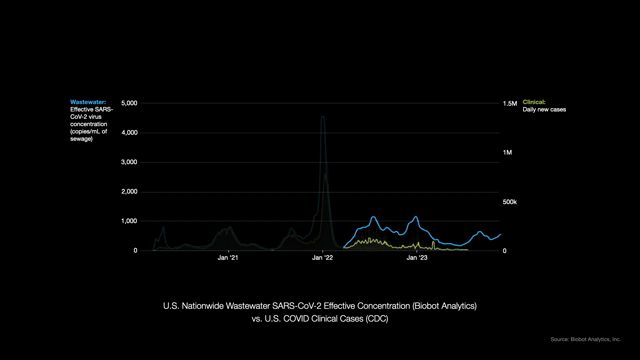 Wastewater:
Effective SARS-
CoV-2 virus
concentration
(copies/mL of
sewage)
5,000
4,000
3,000
2,000
1,000
0
1.5M
1M
500k
0
Clinical:
Daily new cases
Jan '21
Jan '22
Jan '23
U.S. Nationwide Wastewater SARS-CoV-2 Effective Concentration (Biobot Analytics)
vs. U.S. COVID Clinical Cases (CDC)
Source: Biobot Analytics, Inc.